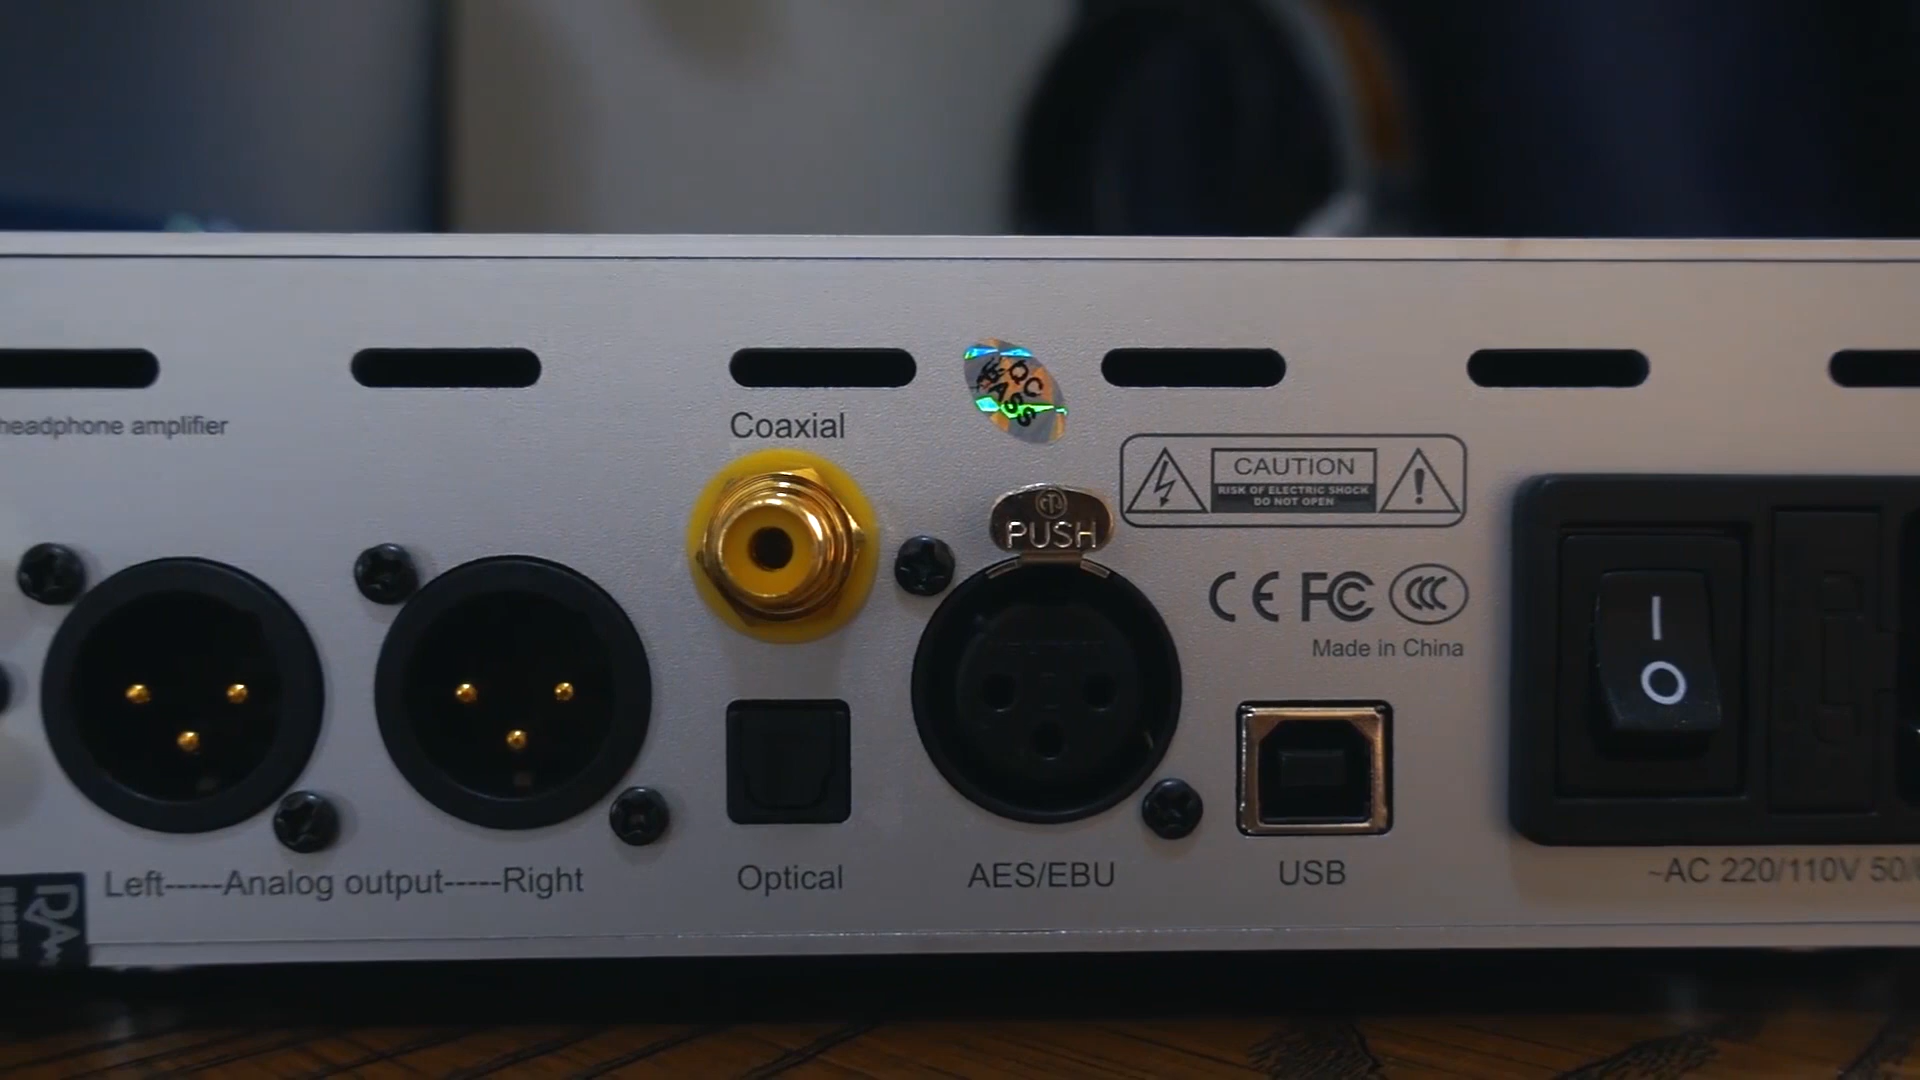 headphone amplifier
Coaxial
QC
PASS
PUSH
CAUTION
RISK OF ELECTRIC SHOCK
DO NOT OPEN
CE FC CCC
Made in China
Left-----Analog output-----Right
Optical
AES/EBU
USB
~AC 220/110V 50/